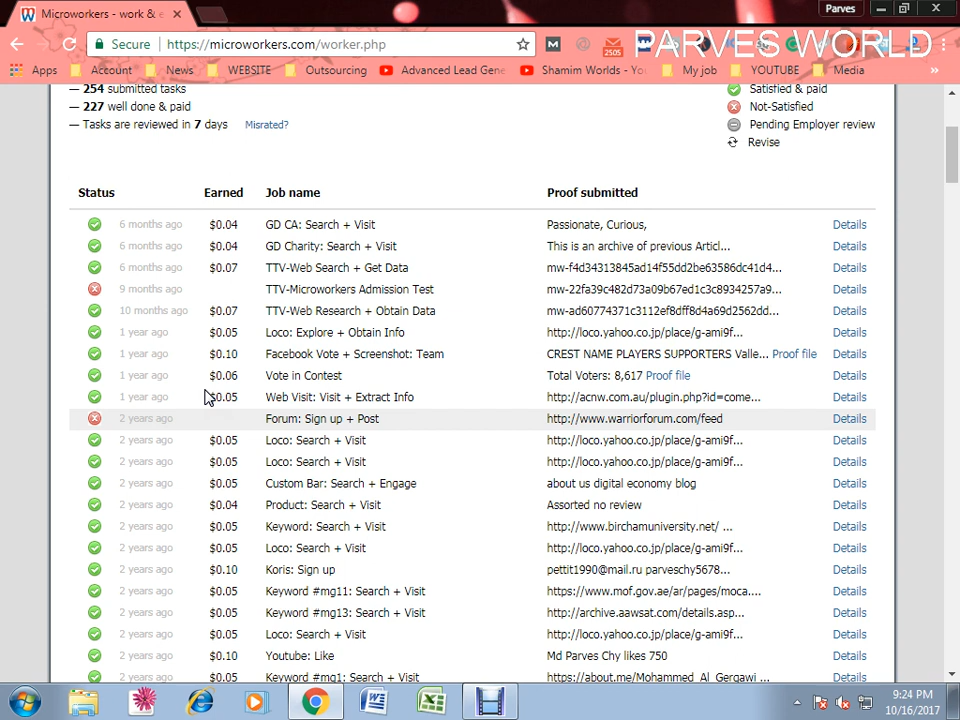 Microworkers - work & e
Parves
Secure
https://microworkers.com/worker.php
2505
PARVES WORLD
Apps
Account
News
WEBSITE
Outsourcing
Advanced Lead Gene
Shamim Worlds - Yo
My job
YOUTUBE
Media
»
— 254 submitted tasks
— 227 well done & paid
— Tasks are reviewed in 7 days Misrated?
Satisfied & paid
Not-Satisfied
Pending Employer review
Revise
Status Earned Job name Proof submitted
6 months ago $0.04 GD CA: Search + Visit Passionate, Curious, Details
6 months ago $0.04 GD Charity: Search + Visit This is an archive of previous Articl... Details
6 months ago $0.07 TTV-Web Search + Get Data mw-f4d34313845ad14f55dd2be63586dc41d4... Details
9 months ago TTV-Microworkers Admission Test mw-22fa39c482d73a09b67ed1c3c8934257a9... Details
10 months ago $0.07 TTV-Web Research + Obtain Data mw-ad60774371c3112ef8dff8d4a69d2562dd... Details
1 year ago $0.05 Loco: Explore + Obtain Info http://loco.yahoo.co.jp/place/g-ami9f... Details
1 year ago $0.10 Facebook Vote + Screenshot: Team CREST NAME PLAYERS SUPPORTERS Valle... Proof file Details
1 year ago $0.06 Vote in Contest Total Voters: 8,617 Proof file Details
1 year ago $0.05 Web Visit: Visit + Extract Info http://acnw.com.au/plugin.php?id=come... Details
2 years ago Forum: Sign up + Post http://www.warriorforum.com/feed Details
2 years ago $0.05 Loco: Search + Visit http://loco.yahoo.co.jp/place/g-ami9f... Details
2 years ago $0.05 Loco: Search + Visit http://loco.yahoo.co.jp/place/g-ami9f... Details
2 years ago $0.05 Custom Bar: Search + Engage about us digital economy blog Details
2 years ago $0.04 Product: Search + Visit Assorted no review Details
2 years ago $0.05 Keyword: Search + Visit http://www.birchamuniversity.net/ ... Details
2 years ago $0.05 Loco: Search + Visit http://loco.yahoo.co.jp/place/g-ami9f... Details
2 years ago $0.10 Koris: Sign up pettit1990@mail.ru parveschy5678... Details
2 years ago $0.05 Keyword #mg11: Search + Visit https://www.mof.gov.ae/ar/pages/moca.... Details
2 years ago $0.05 Keyword #mg13: Search + Visit http://archive.aawsat.com/details.asp... Details
2 years ago $0.05 Loco: Search + Visit http://loco.yahoo.co.jp/place/g-ami9f... Details
2 years ago $0.10 Youtube: Like Md Parves Chy likes 750 Details
2 years ago $0.05 Keyword #mg1: Search + Visit https://about.me/Mohammed_Al_Gergawi Details
9:24 PM
10/16/2017